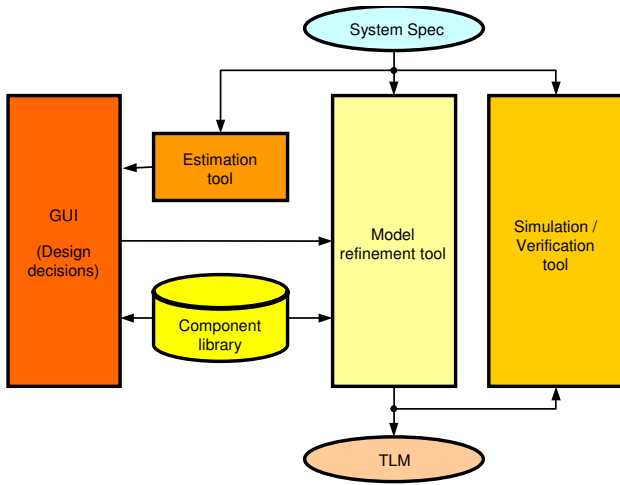 System Spec
Estimation
tool
GUI
(Design
decisions)
Model
refinement tool
Simulation /
Verification
tool
Component
library
TLM